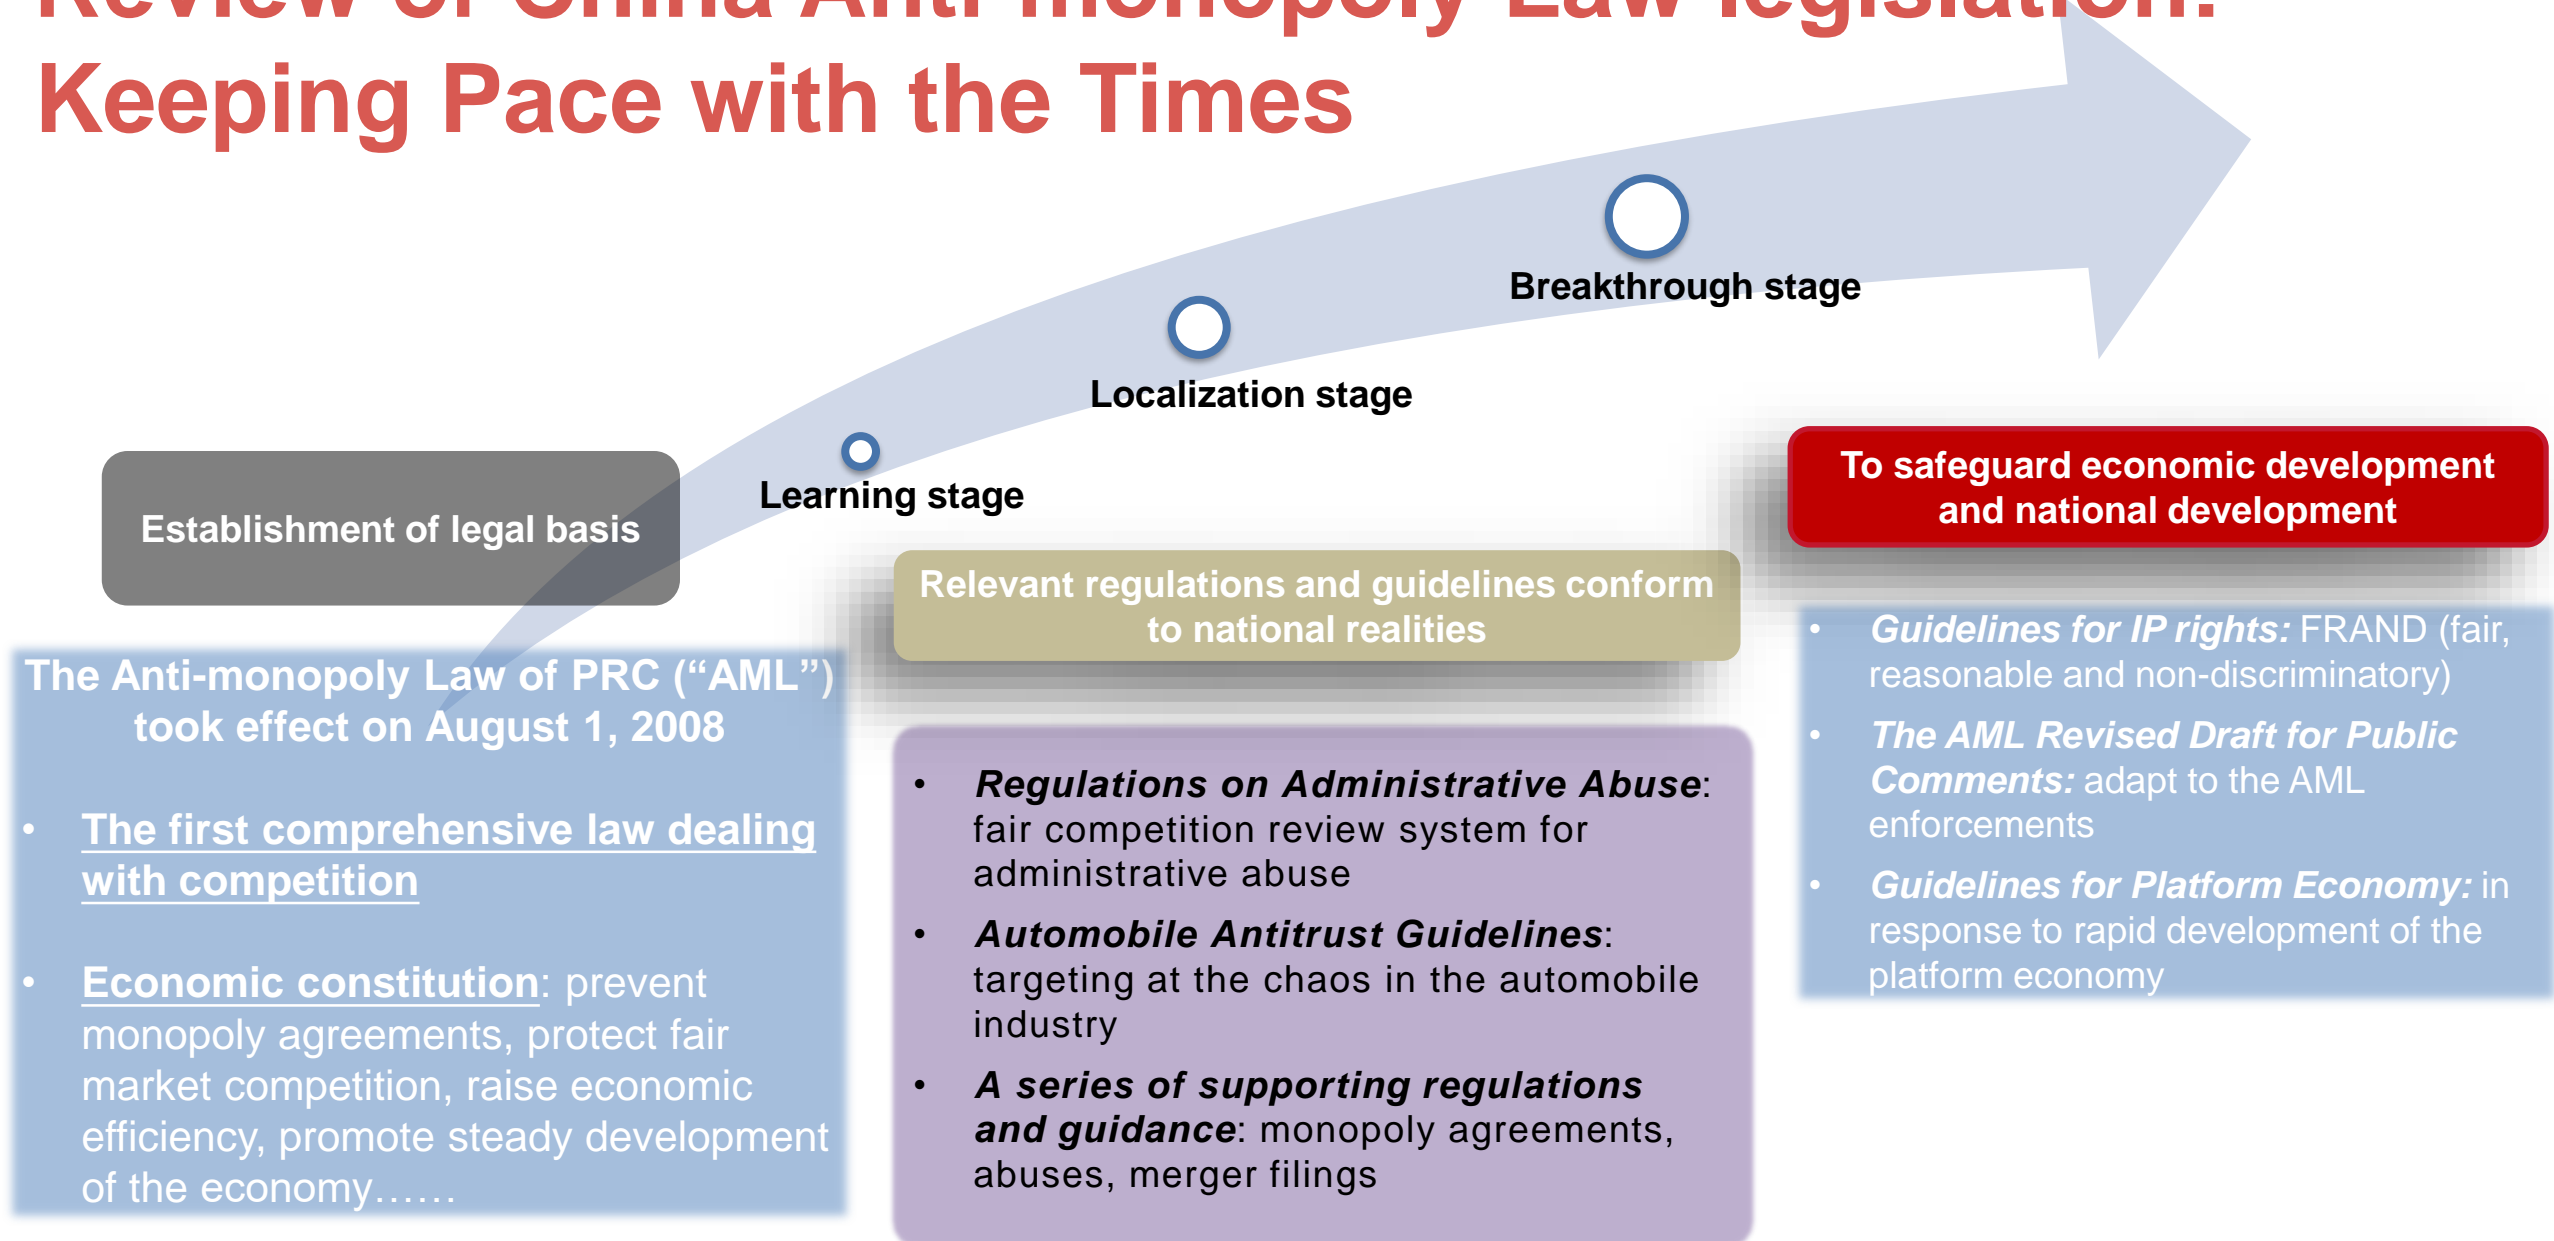 Review of China Anti-monopoly Law legislation:
Keeping Pace with the Times
Breakthrough stage
Localization stage
Learning stage
Establishment of legal basis
The Anti-monopoly Law of PRC (“AML”)
took effect on August 1, 2008
• The first comprehensive law dealing
with competition
• Economic constitution: prevent
monopoly agreements, protect fair
market competition, raise economic
efficiency, promote steady development
of the economy……
Relevant regulations and guidelines conform
to national realities
• Regulations on Administrative Abuse:
fair competition review system for
administrative abuse
• Automobile Antitrust Guidelines:
targeting at the chaos in the automobile
industry
• A series of supporting regulations
and guidance: monopoly agreements,
abuses, merger filings
To safeguard economic development
and national development
• Guidelines for IP rights: FRAND (fair,
reasonable and non-discriminatory)
• The AML Revised Draft for Public
Comments: adapt to the AML
enforcements
• Guidelines for Platform Economy: in
response to rapid development of the
platform economy